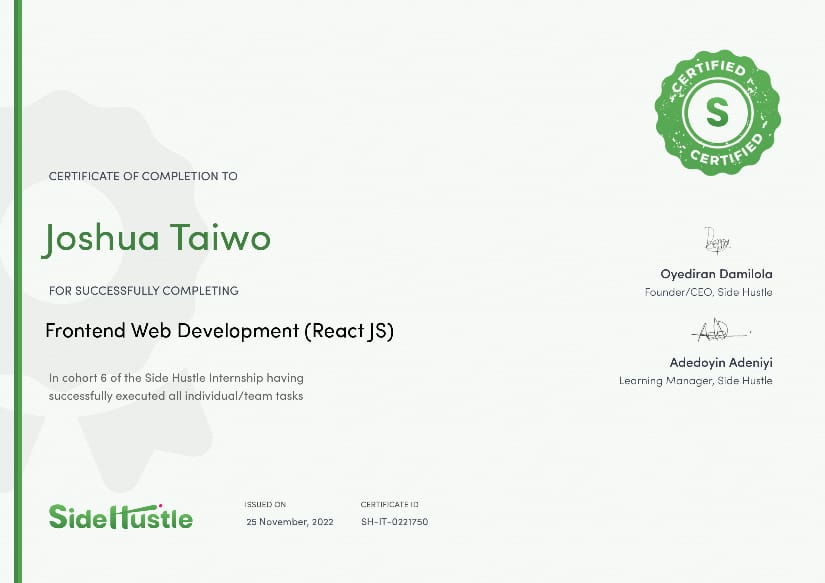 CERTIFIED
S
CERTIFIED
CERTIFICATE OF COMPLETION TO
Joshua Taiwo
FOR SUCCESSFULLY COMPLETING
Frontend Web Development (React JS)
In cohort 6 of the Side Hustle Internship having
successfully executed all individual/team tasks
Oyediran Damilola
Founder/CEO, Side Hustle
Adedoyin Adeniyi
Learning Manager, Side Hustle
SideHustle
ISSUED ON
25 November, 2022
CERTIFICATE ID
SH-IT-0221750